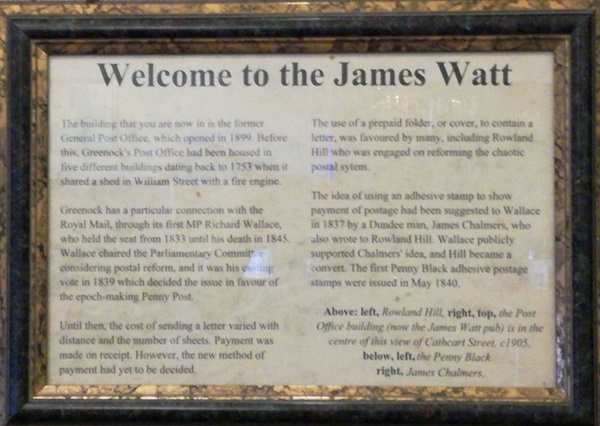 Welcome to the James Watt
The building that you are now in is the former
General Post Office, which opened in 1899. Before
this, Greenock's Post Office had been housed in
five different buildings dating back to 1753 when it
shared a shed in William Street with a fire engine.
Greenock has a particular connection with the
Royal Mail, through its first MP Richard Wallace,
who held the seat from 1833 until his death in 1845.
Wallace chaired the Parliamentary Committee
considering postal reform, and it was his casting
vote in 1839 which decided the issue in favour of
the epoch-making Penny Post.
Until then, the cost of sending a letter varied with
distance and the number of sheets. Payment was
made on receipt. However, the new method of
payment had yet to be decided.
The use of a prepaid folder, or cover, to contain a
letter, was favoured by many, including Rowland
Hill who was engaged on reforming the chaotic
postal sytem.
The idea of using an adhesive stamp to show
payment of postage had been suggested to Wallace
in 1837 by a Dundee man, James Chalmers, who
also wrote to Rowland Hill. Wallace publicly
supported Chalmers' idea, and Hill became a
convert. The first Penny Black adhesive postage
stamps were issued in May 1840.
Above: left, Rowland Hill, right, top, the Post
Office building (now the James Watt pub) is in the
centre of this view of Cathcart Street, c1905,
below, left, the Penny Black
right, James Chalmers.